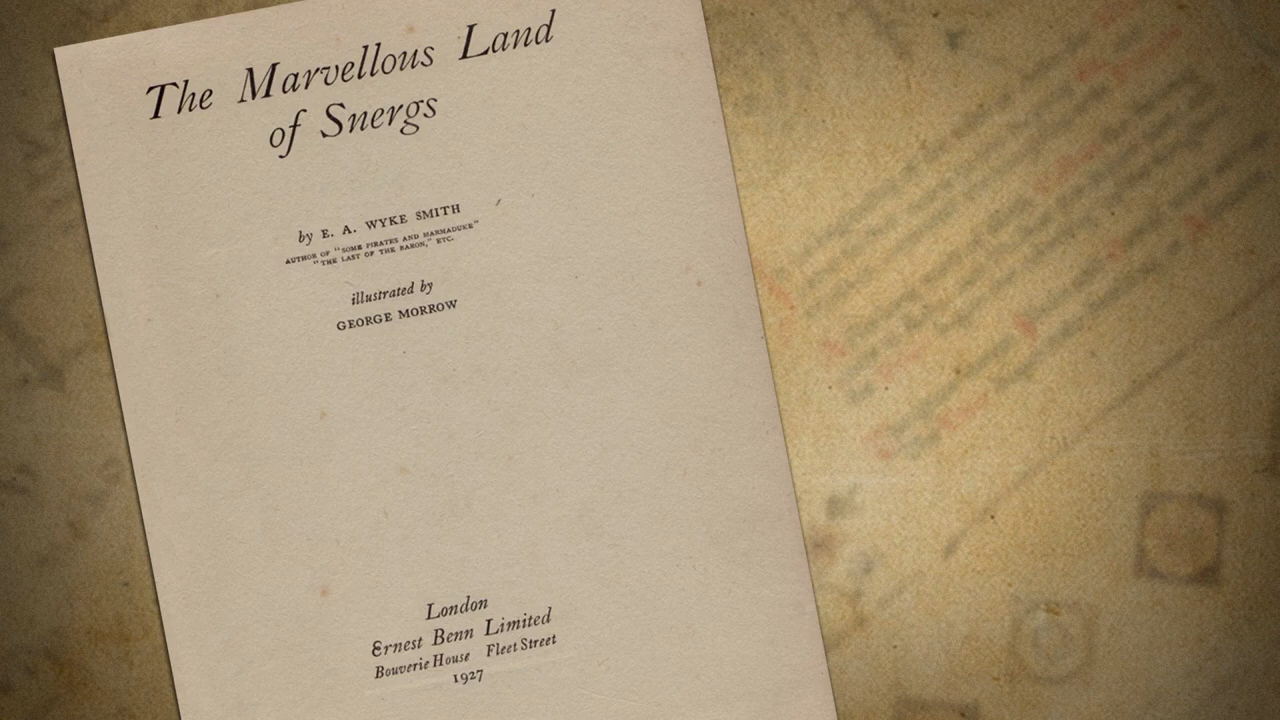 The Marvellous Land
of Snergs
by E. A. WYKE SMITH
AUTHOR OF "SOME PIRATES AND MARMADUKE"
"THE LAST OF THE BARON," ETC.
illustrated by
GEORGE MORROW
London
Ernest Benn Limited
Bouverie House Fleet Street
1927